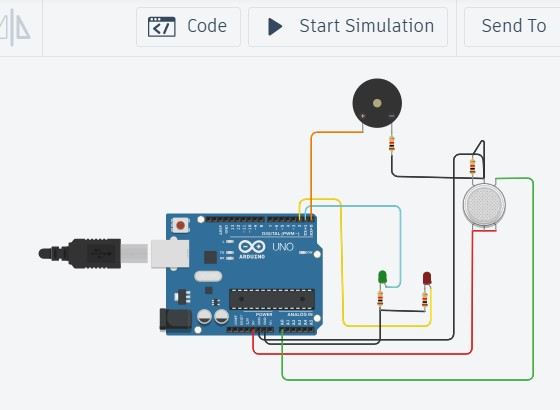 Code
Start Simulation
Send To
DIGITAL (PWM~)
UNO
ARDUINO
POWER
ANALOG IN